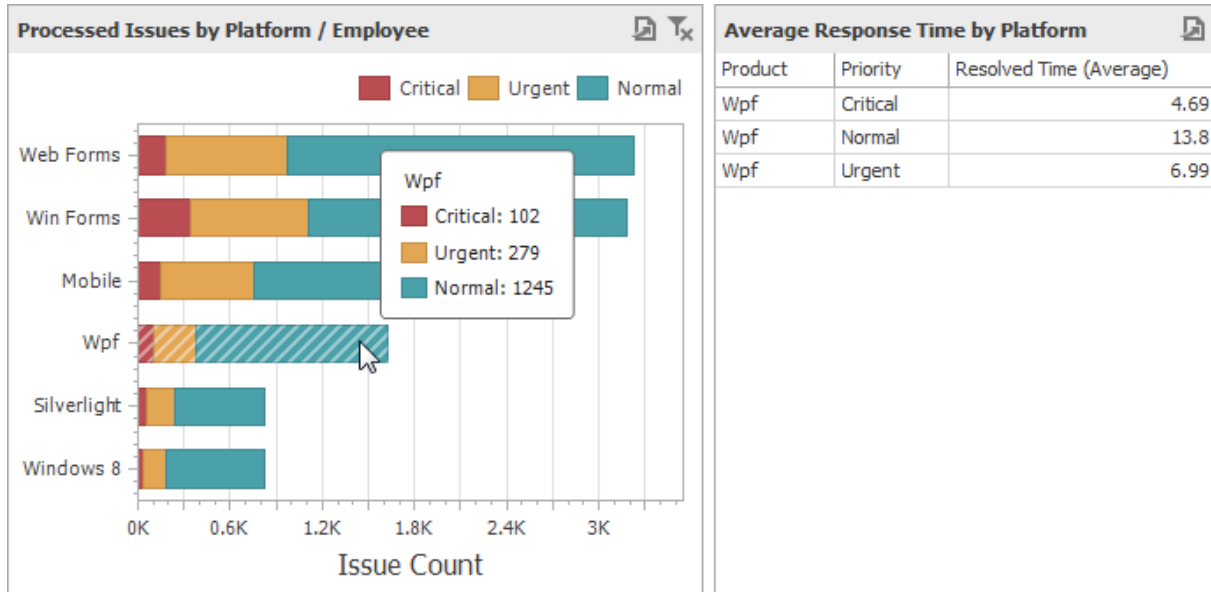 Processed Issues by Platform / Employee
Critical Urgent Normal
Web Forms
Win Forms
Mobile
Wpf
Silverlight
Windows 8
Wpf
Critical: 102
Urgent: 279
Normal: 1245
0K 0.6K 1.2K 1.8K 2.4K 3K
Issue Count
Average Response Time by Platform
Product Priority Resolved Time (Average)
Wpf Critical 4.69
Wpf Normal 13.8
Wpf Urgent 6.99